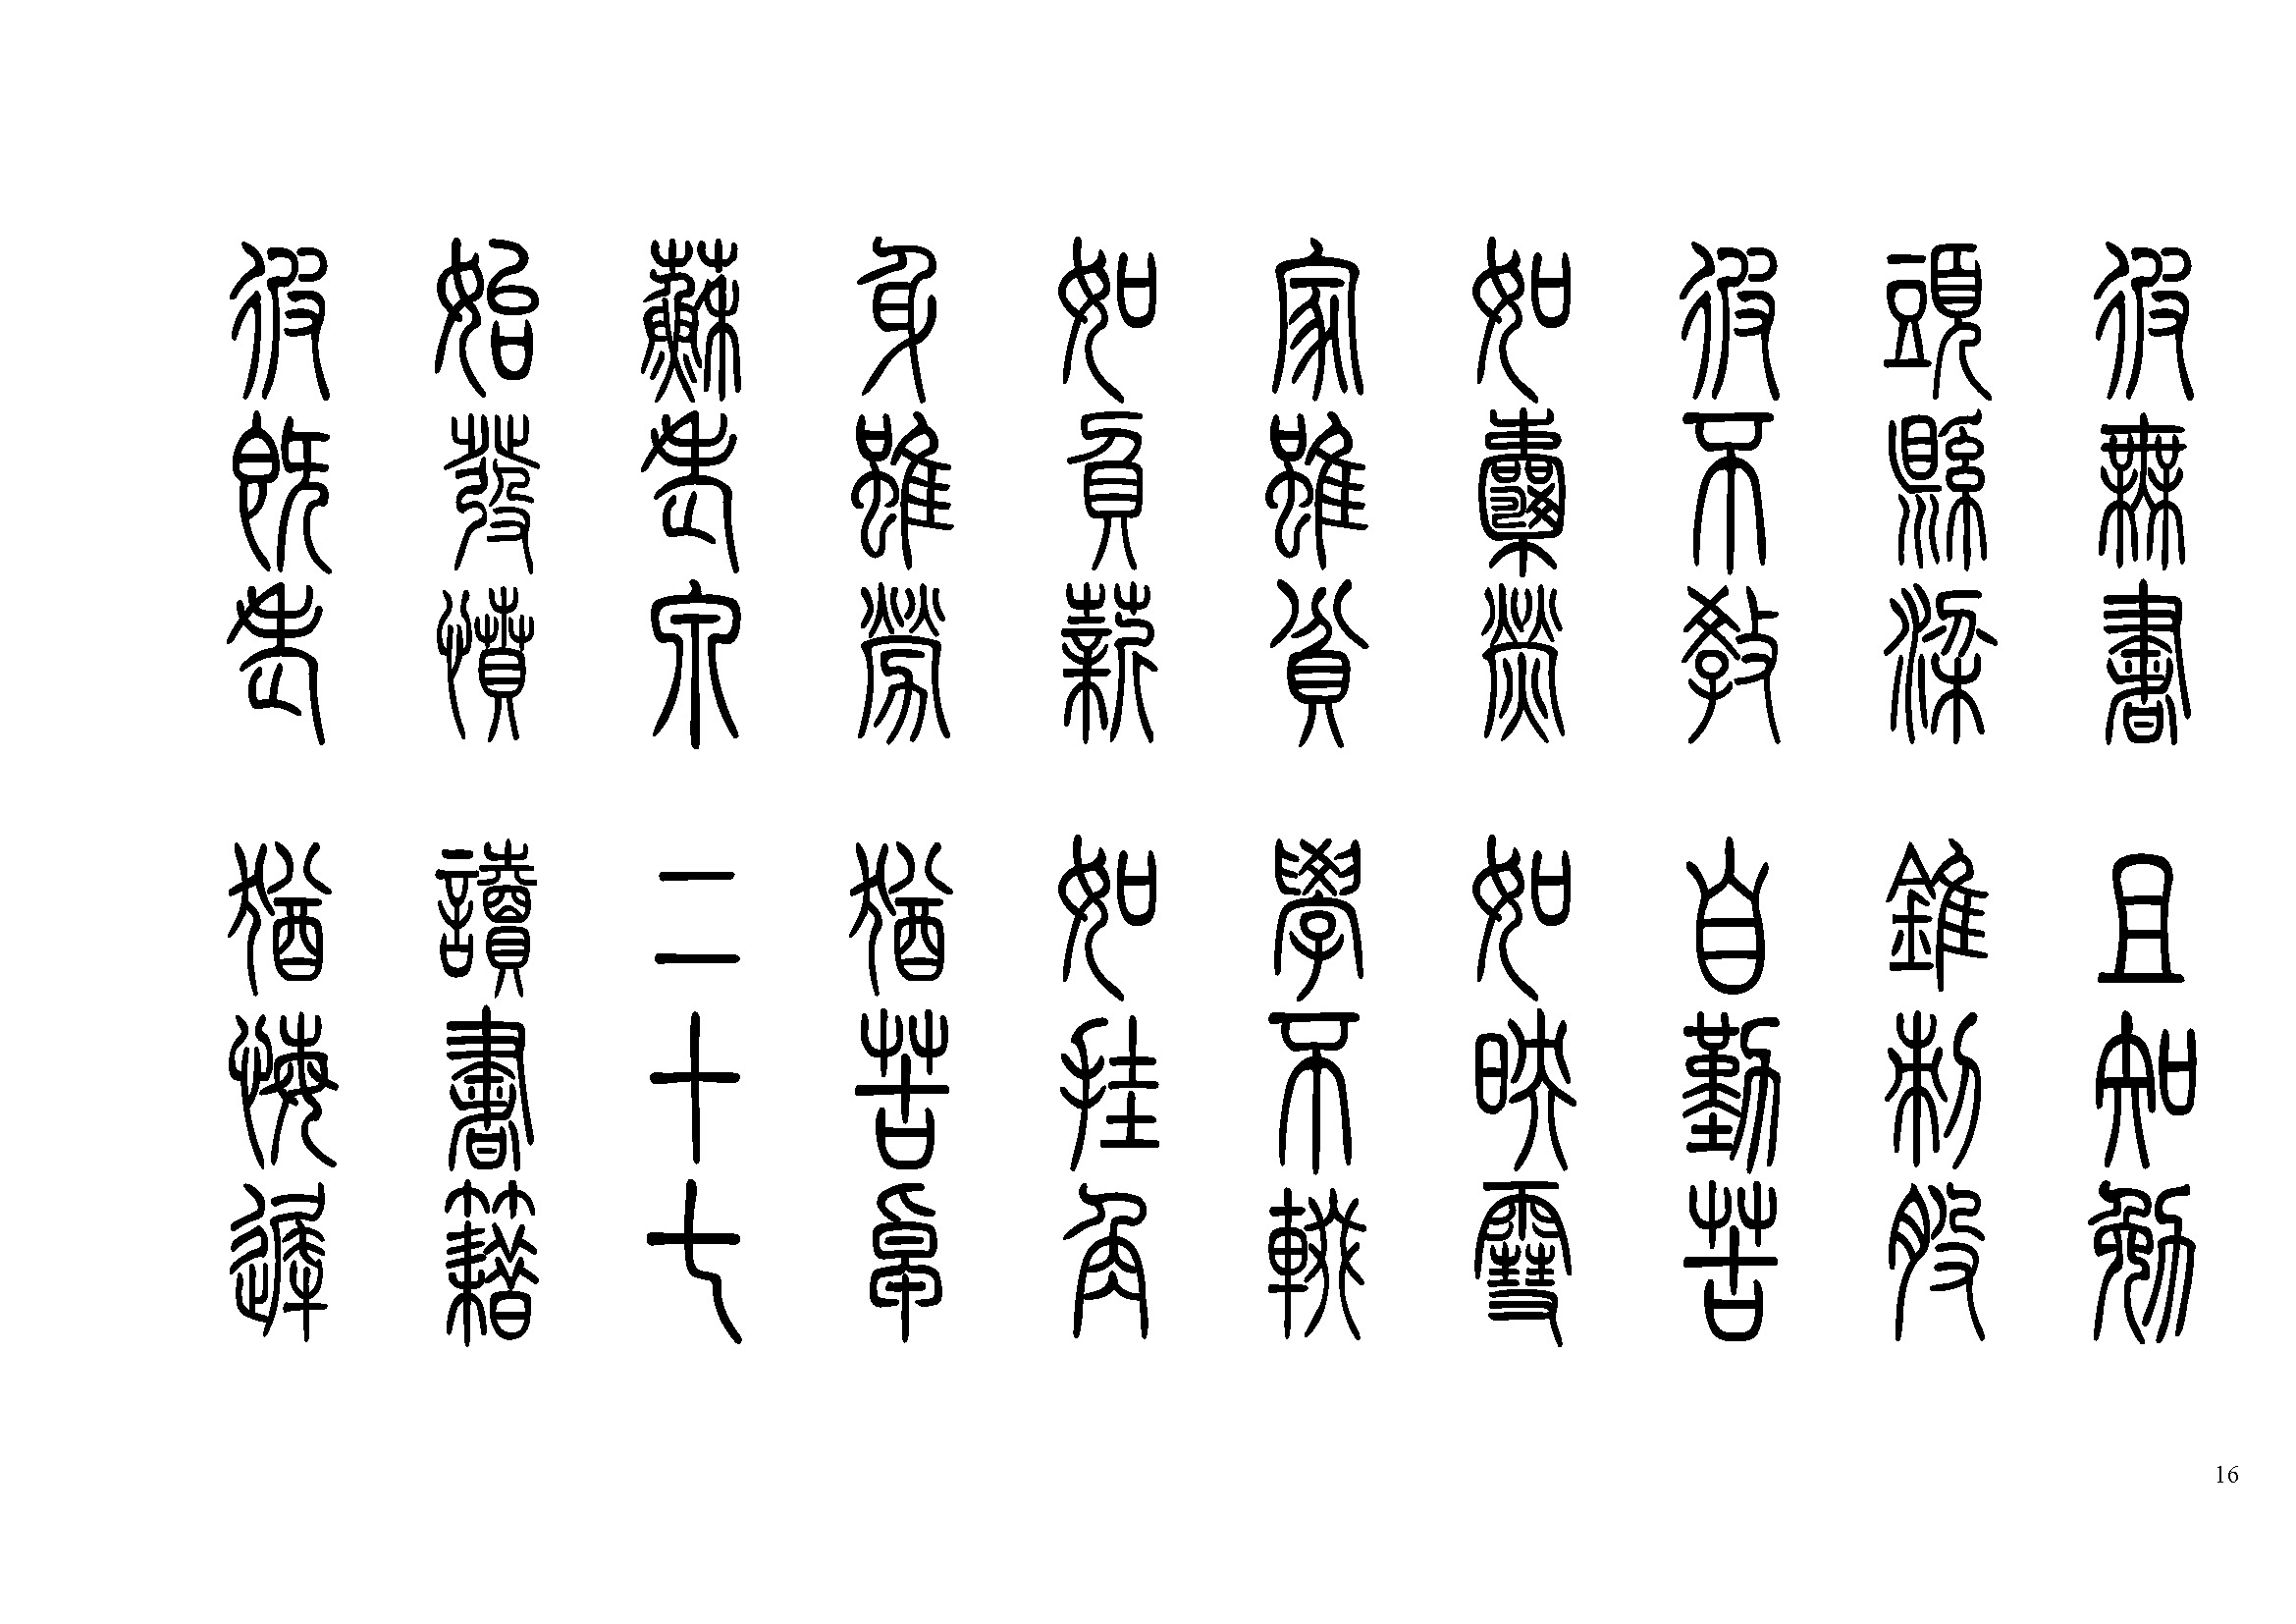 彼無書 且知勉
頭縣梁 錐刺股
彼不教 自勤苦
如囊熒 如映雪
家雖貧 學不輟
如負薪 如挂角
身雖勞 猶苦卓
蘇老泉 二十七
始發憤 讀書籍
彼既老 猶悔遲
16